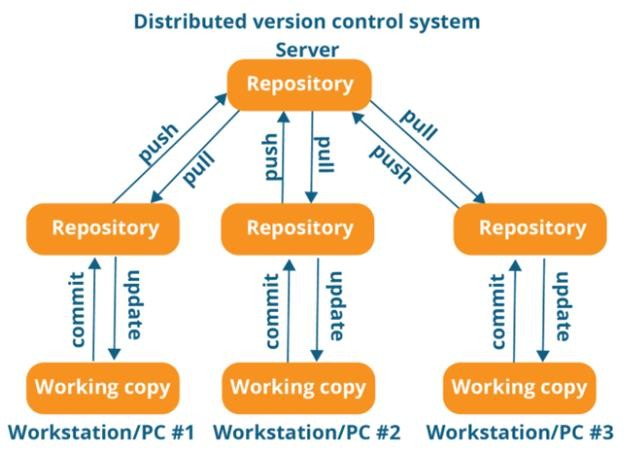 Distributed version control system
Server
Repository
push
pull
push
pull
push
pull
Repository
Repository
Repository
commit
update
commit
update
commit
update
Working copy
Working copy
Working copy
Workstation/PC #1
Workstation/PC #2
Workstation/PC #3